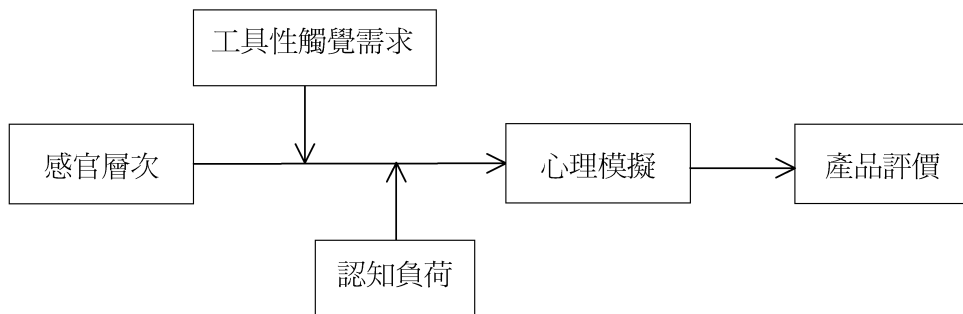 工具性觸覺需求
感官層次
心理模擬
產品評價
認知負荷